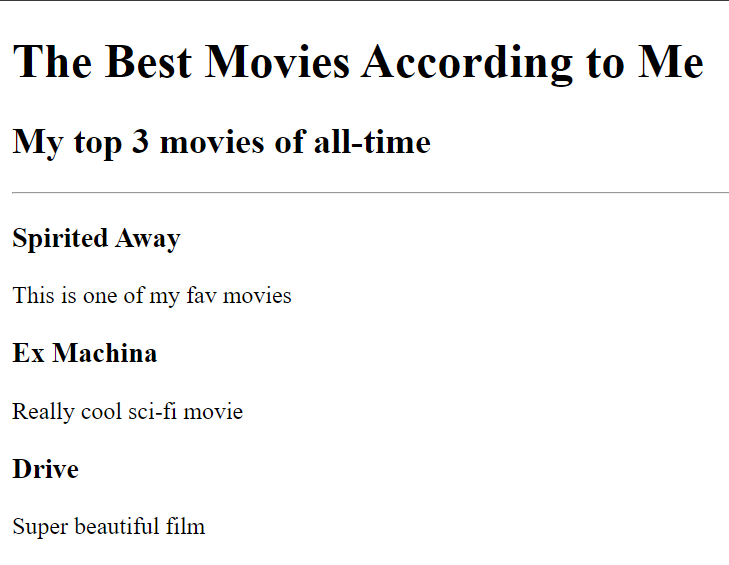 The Best Movies According to Me
My top 3 movies of all-time
Spirited Away
This is one of my fav movies
Ex Machina
Really cool sci-fi movie
Drive
Super beautiful film